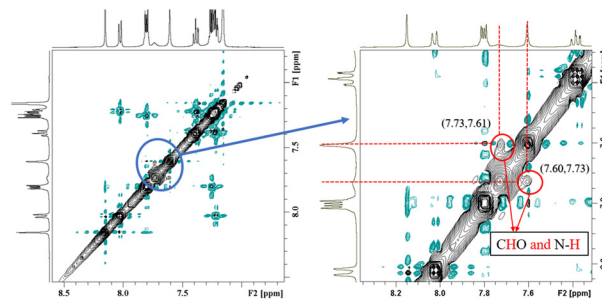 F1 [ppm]
7.5
8.0
8.5 8.0 7.5 F2 [ppm]
(7.73,7.61)
(7.60,7.73)
CHO and N-H
8.2 8.0 7.8 7.6 F2 [ppm]